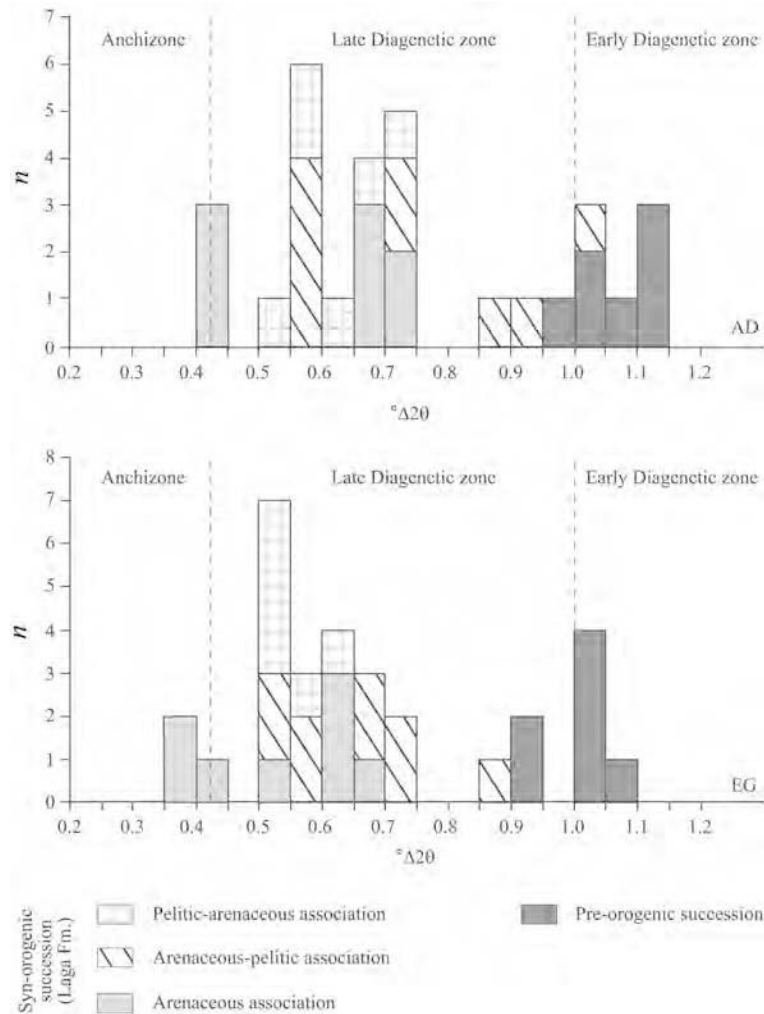 7
Anchizone Late Diagenetic zone Early Diagenetic zone
6
5
4
n
3
2
1
0 AD
0.2 0.3 0.4 0.5 0.6 0.7 0.8 0.9 1.0 1.1 1.2
°Δ2θ
8
Anchizone Late Diagenetic zone Early Diagenetic zone
7
6
5
n
4
3
2
1
0 EG
0.2 0.3 0.4 0.5 0.6 0.7 0.8 0.9 1.0 1.1 1.2
°Δ2θ
Syn-orogenic
succession
(Laga Fm.)
Pelitic-arenaceous association Pre-orogenic succession
Arenaceous-pelitic association
Arenaceous association